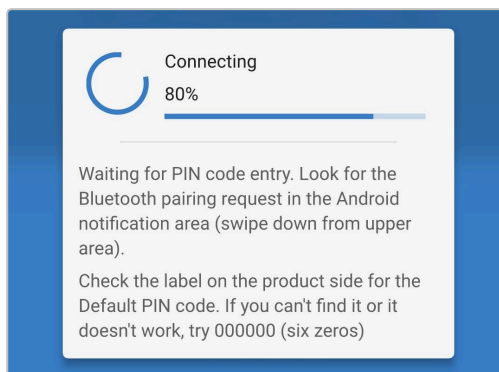 Connecting
80%
Waiting for PIN code entry. Look for the
Bluetooth pairing request in the Android
notification area (swipe down from upper
area).
Check the label on the product side for the
Default PIN code. If you can't find it or it
doesn't work, try 000000 (six zeros)